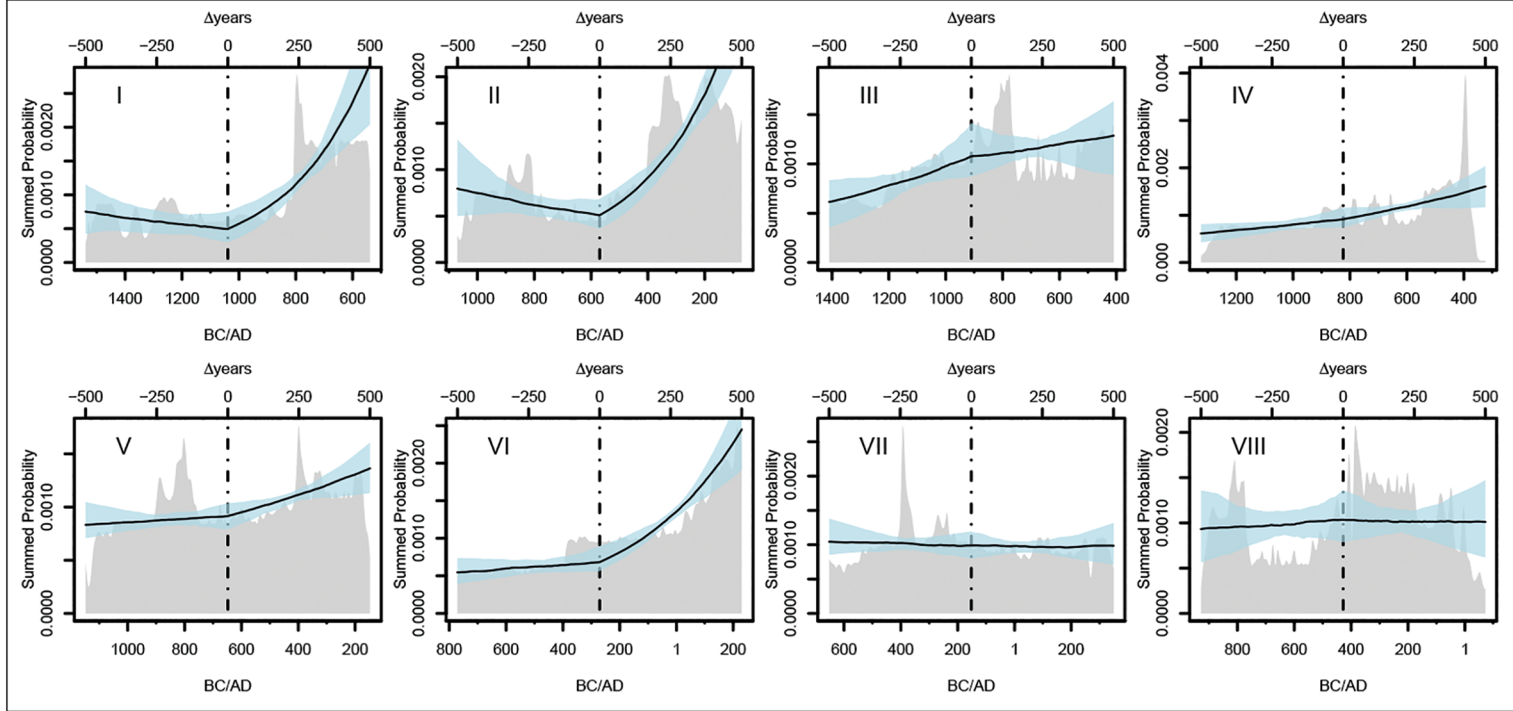 Δyears
−500 −250 0 250 500
I
Summed Probability
0.0000 0.0010 0.0020
1400 1200 1000 800 600
BC/AD
Δyears
−500 −250 0 250 500
II
Summed Probability
0.0000 0.0010 0.0020
1000 800 600 400 200
BC/AD
Δyears
−500 −250 0 250 500
III
Summed Probability
0.0000 0.0010
1400 1200 1000 800 600 400
BC/AD
Δyears
−500 −250 0 250 500
IV
Summed Probability
0.000 0.002 0.004
1200 1000 800 600 400
BC/AD
Δyears
−500 −250 0 250 500
V
Summed Probability
0.0000 0.0010
1000 800 600 400 200
BC/AD
Δyears
−500 −250 0 250 500
VI
Summed Probability
0.0000 0.0010 0.0020
800 600 400 200 1 200
BC/AD
Δyears
−500 −250 0 250 500
VII
Summed Probability
0.0000 0.0010 0.0020
600 400 200 1 200
BC/AD
Δyears
−500 −250 0 250 500
VIII
Summed Probability
0.0000 0.0010 0.0020
800 600 400 200 1
BC/AD